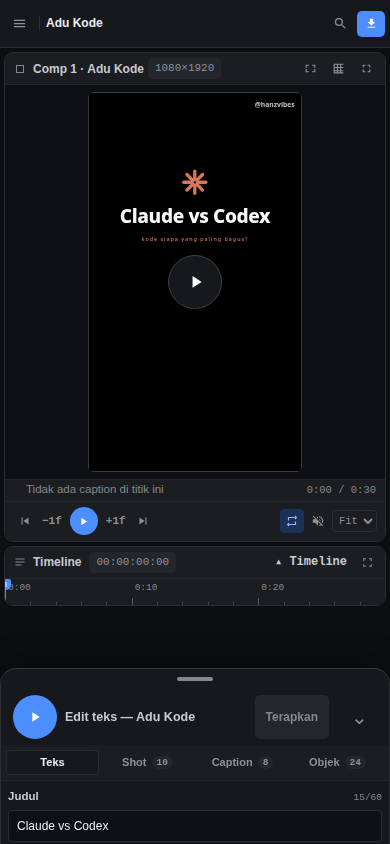 Adu Kode
Comp 1 · Adu Kode 1080×1920
@hanzvibes
Claude vs Codex
kode siapa yang paling bagus?
Tidak ada caption di titik ini 0:00 / 0:30
−1f +1f Fit
Timeline 00:00:00:00 ▲ Timeline
0:00 0:10 0:20
Edit teks — Adu Kode Terapkan
Teks Shot 10 Caption 8 Objek 24
Judul 15/60
Claude vs Codex